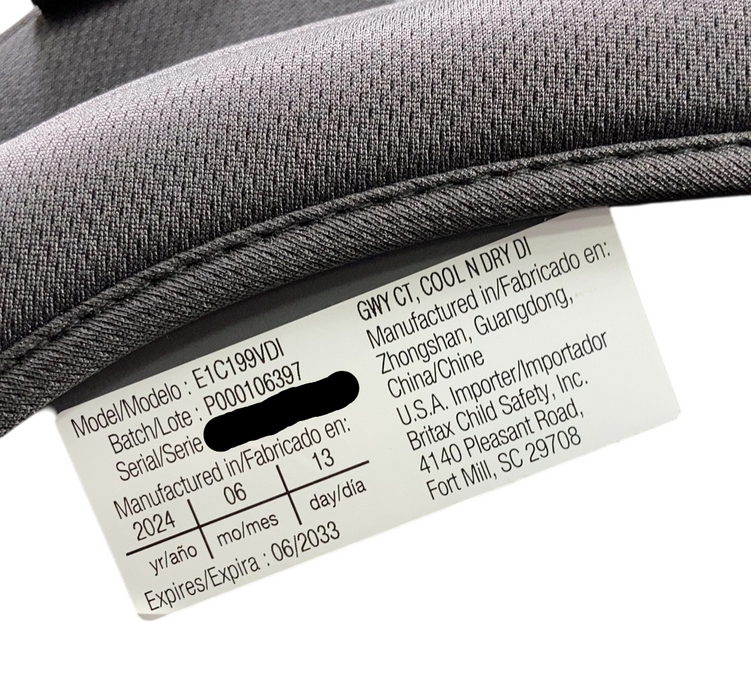 Model/Modelo : E1C199VDI
Batch/Lote : P000106397
Serial/Serie
Manufactured in/Fabricado en:
2024 06 13
yr/año mo/mes day/día
Expires/Expira : 06/2033
GWY CT, COOL N DRY DI
Manufactured in/Fabricado en:
Zhongshan, Guangdong,
China/Chine
U.S.A. Importer/Importador
Britax Child Safety, Inc.
4140 Pleasant Road,
Fort Mill, SC 29708